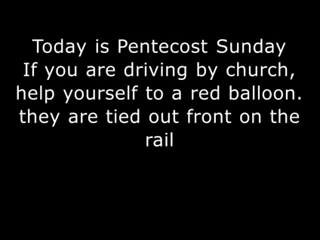 Today is Pentecost Sunday
If you are driving by church,
help yourself to a red balloon.
they are tied out front on the
rail